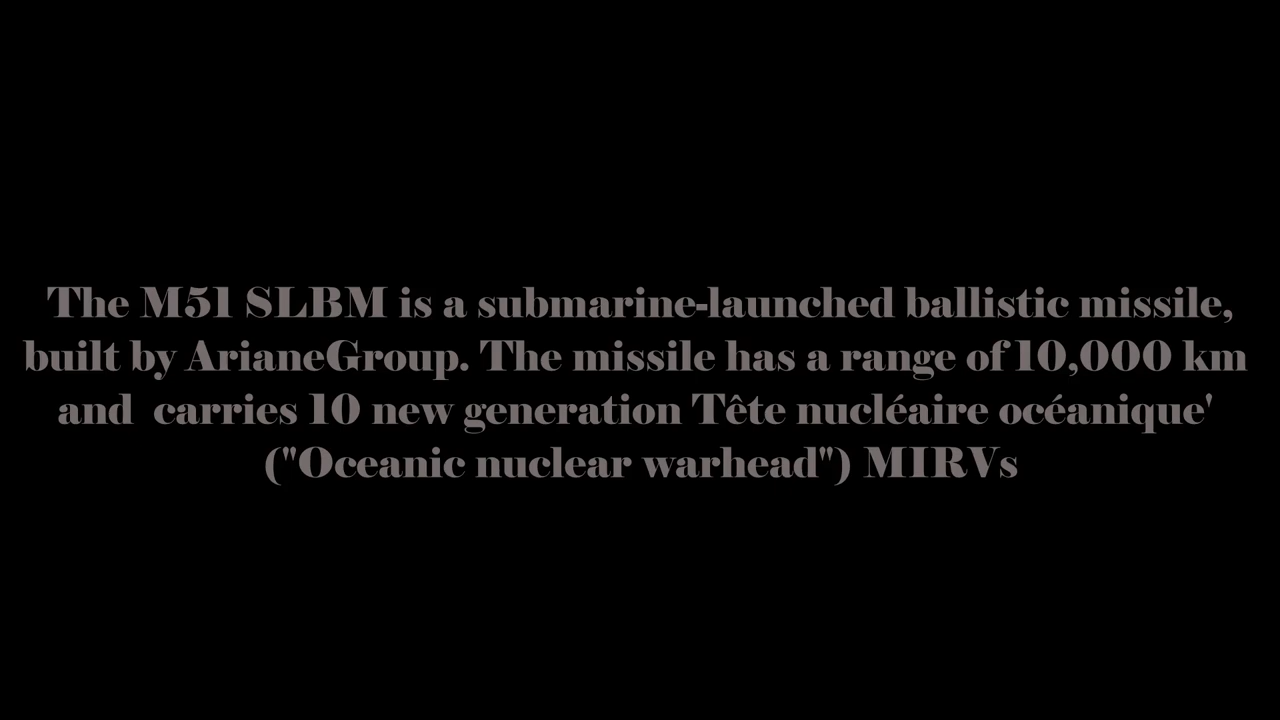 The M51 SLBM is a submarine-launched ballistic missile,
built by ArianeGroup. The missile has a range of 10,000 km
and  carries 10 new generation Tête nucléaire océanique'
("Oceanic nuclear warhead") MIRVs